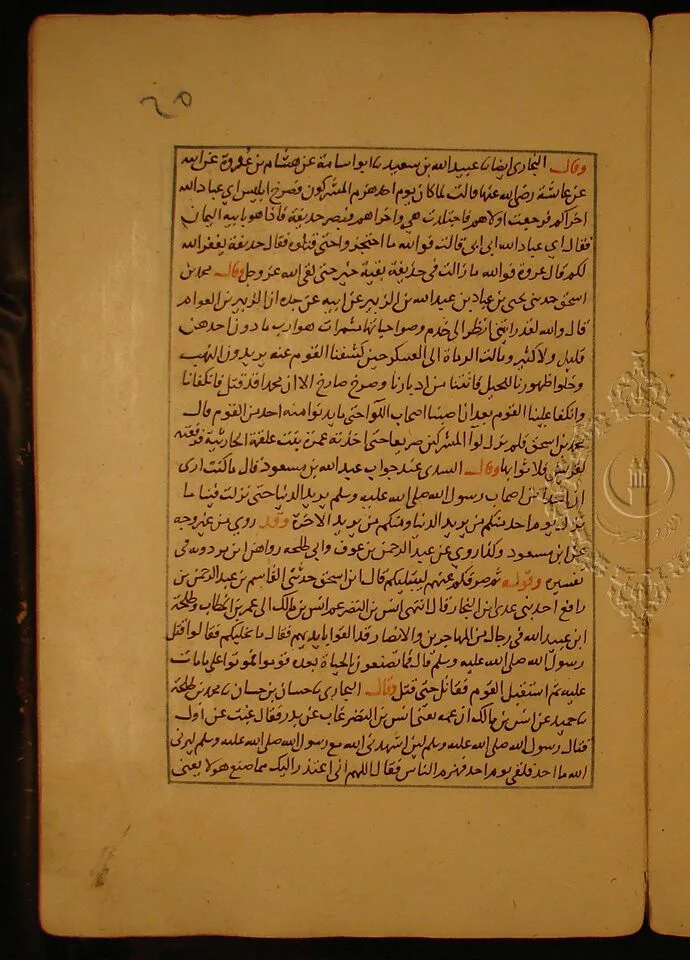 ٢٥
وقال البخاري ايضا نا عبيد الله بن سعيد نا ابو اسامة عن هشام بن عروة عن ابيه
عن عائشة رضي الله عنها قالت لما كان يوم احد هزم المشركون فصرخ ابليس اي عباد الله
اخراكم فرجعت اولاهم فاجتلدت هي واخراهم فبصر حذيفة فاذا هو بابيه اليمان
فقال اي عباد الله ابي ابي قالت فوالله ما احتجزوا حتى قتلوه فقال حذيفة يغفر الله
لكم قال عروة فوالله ما زالت في حذيفة بقية خير حتى لقي الله عز وجل وقال محمد بن
اسحق حدثني يحيى بن عباد بن عبد الله بن الزبير عن ابيه عن جده ان الزبير بن العوام
قال والله لقد رايتني انظر الى خدم وصواحباتها مشمرات هوارب ما دون احدهن
قليل ولا كثير ومالت الرماة الى العسكر حين كشفنا القوم عنه يريدون النهب
وخلوا ظهورنا للخيل فاتتنا من ادبارنا وصرخ صارخ الا ان محمدا قد قتل فانكفانا
وانكفا علينا القوم بعد ان اصبنا اصحاب اللوا حتى ما يدنوا منه احد من القوم قال
محمد بن اسحق فلم يزل لوآ المشركين صريعا حتى اخذته عمرة بنت علقمة الحارثية فرفعته
لقريش فلاثوا بها وقال السدي عن عبد خير عن عبد الله بن مسعود قال ما كنت ارى
ان احدا من اصحاب رسول الله صلى الله عليه وسلم يريد الدنيا حتى نزلت فينا ما
نزل يوم احد منكم من يريد الدنيا ومنكم من يريد الاخرة وقد روي من غير وجه
عن ابن مسعود وكذا روي عن عبد الرحمن بن عوف وابي طلحة رواهن ابن مردويه في
تفسيره وقوله ثم صرفكم عنهم ليبتليكم قال ابن اسحق حدثني القاسم بن عبد الرحمن بن
رافع احد بني عدي ابن النجار قال انتهى انس بن النضر عم انس بن مالك الى عمر بن الخطاب وطلحة
ابن عبيد الله في رجال من المهاجرين والانصار قد القوا بايديهم فقال ما يخليكم فقالوا قتل
رسول الله صلى الله عليه وسلم قال فما تصنعون بالحياة بعده قوموا فموتوا على ما مات
عليه ثم استقبل القوم فقاتل حتى قتل وقال البخاري نا حسان بن حسان نا محمد بن طلحة
نا حميد عن انس بن مالك ان عمه يعني انس بن النضر غاب عن بدر فقال غبت عن اول
قتال رسول الله صلى الله عليه وسلم لئن اشهدني الله مع رسول الله صلى الله عليه وسلم ليرين
الله ما اجد فلقي يوم احد فهزم الناس فقال اللهم اني اعتذر اليك مما صنع هولا يعني